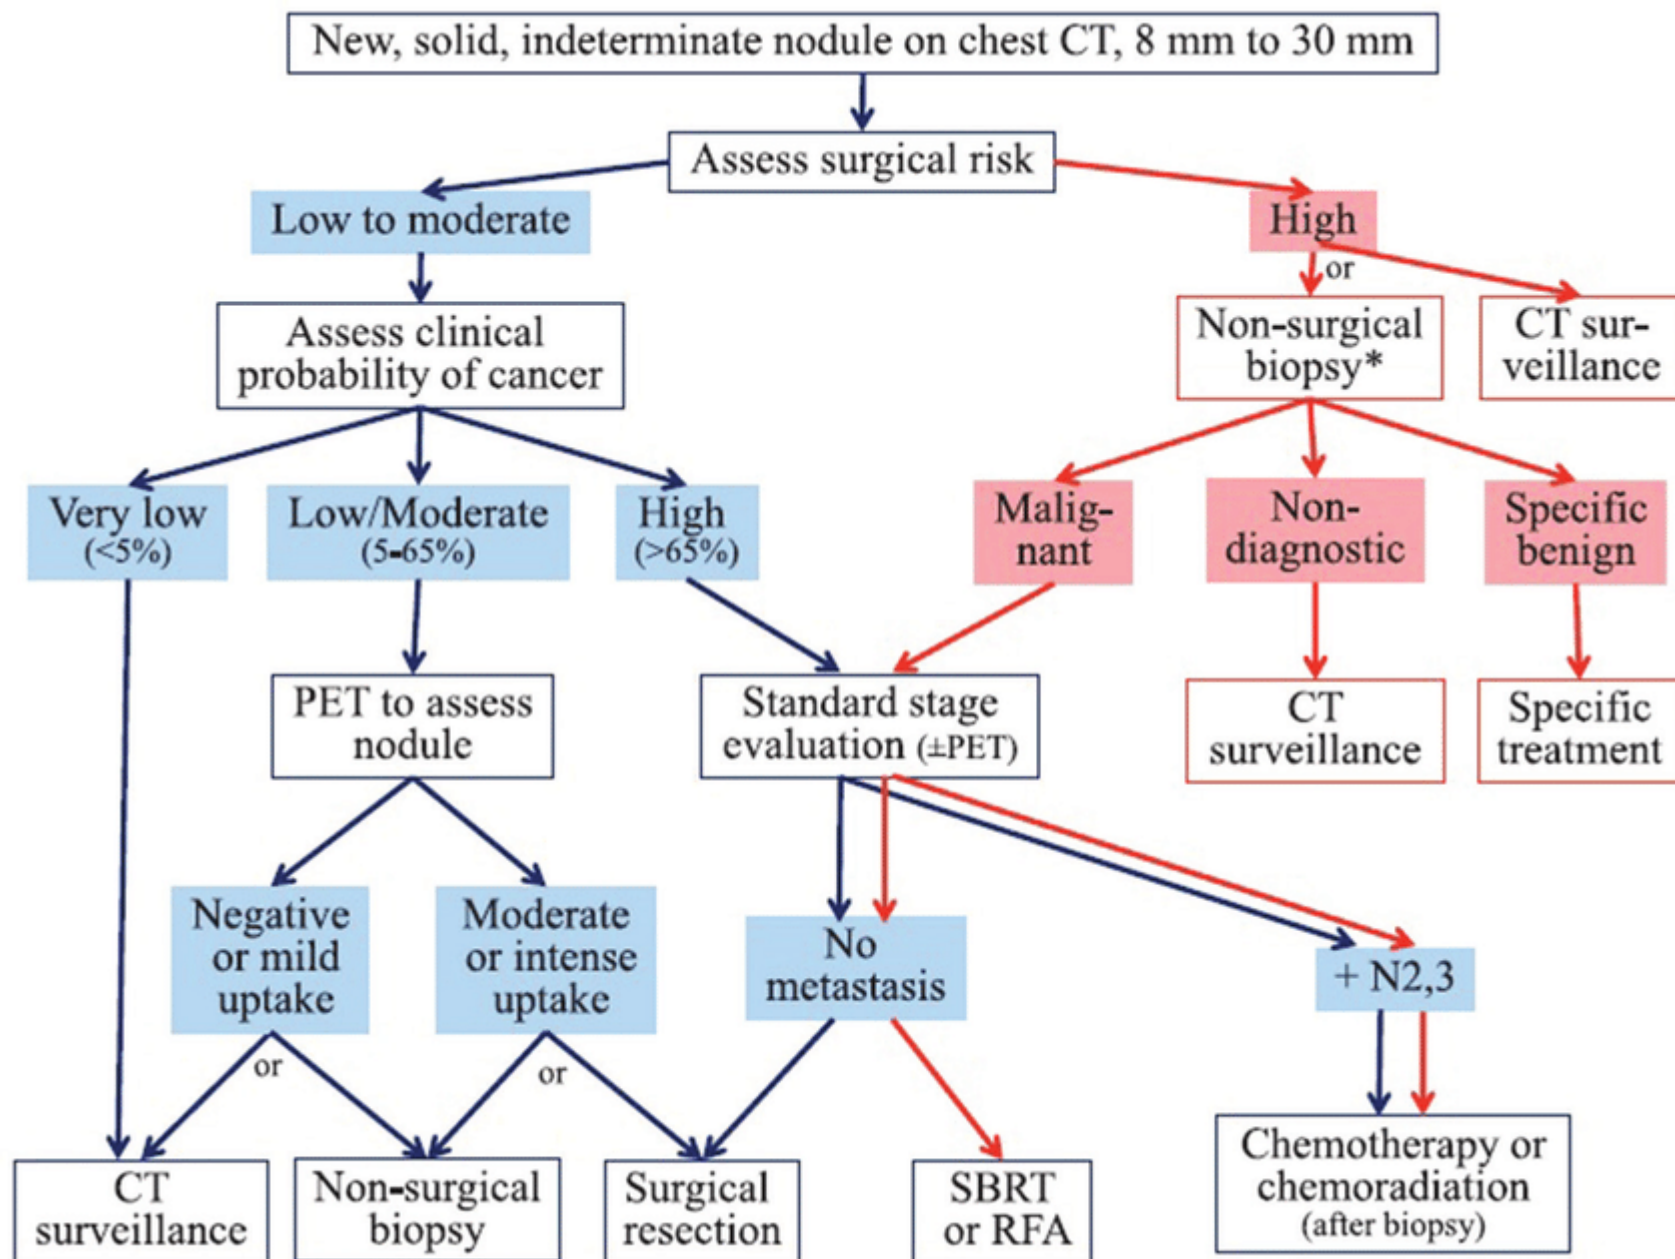 New, solid, indeterminate nodule on chest CT, 8 mm to 30 mm
Assess surgical risk
Low to moderate
High
or
Assess clinical
probability of cancer
Non-surgical
biopsy*
CT sur-
veillance
Very low
(<5%)
Low/Moderate
(5-65%)
High
(>65%)
Malig-
nant
Non-
diagnostic
Specific
benign
PET to assess
nodule
Standard stage
evaluation (±PET)
CT
surveillance
Specific
treatment
Negative
or mild
uptake
Moderate
or intense
uptake
No
metastasis
+ N2,3
or
or
CT
surveillance
Non-surgical
biopsy
Surgical
resection
SBRT
or RFA
Chemotherapy or
chemoradiation
(after biopsy)